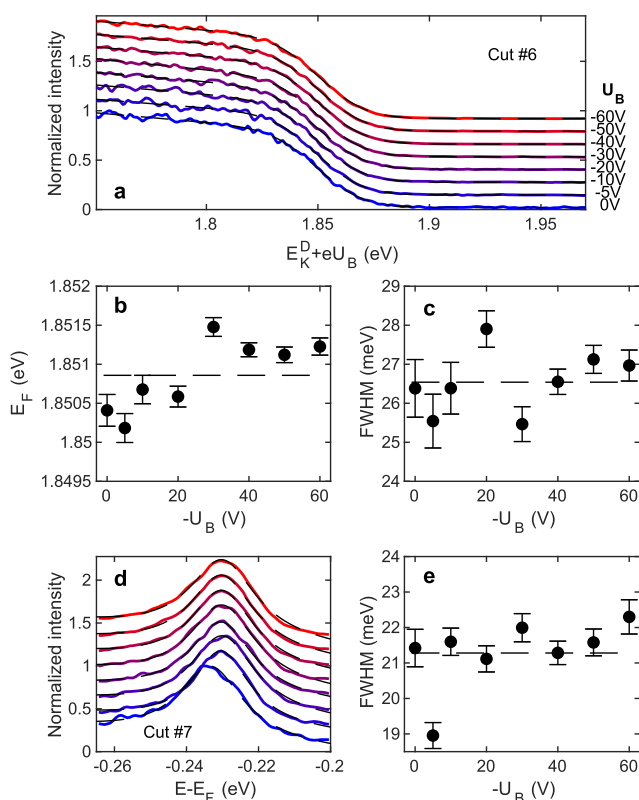 Cut #6
U_B
-60V
-50V
-40V
-30V
-20V
-10V
-5V
0V
Normalized intensity
1.5
1
0.5
0
a
1.8
1.85
1.9
1.95
E_K^D+eU_B (eV)
b
E_F (eV)
1.852
1.8515
1.851
1.8505
1.85
1.8495
0
20
40
60
-U_B (V)
c
FWHM (meV)
29
28
27
26
25
24
0
20
40
60
-U_B (V)
d
Normalized intensity
2
1.5
1
0.5
0
Cut #7
-0.26
-0.24
-0.22
-0.2
E-E_F (eV)
e
FWHM (meV)
24
23
22
21
20
19
0
20
40
60
-U_B (V)